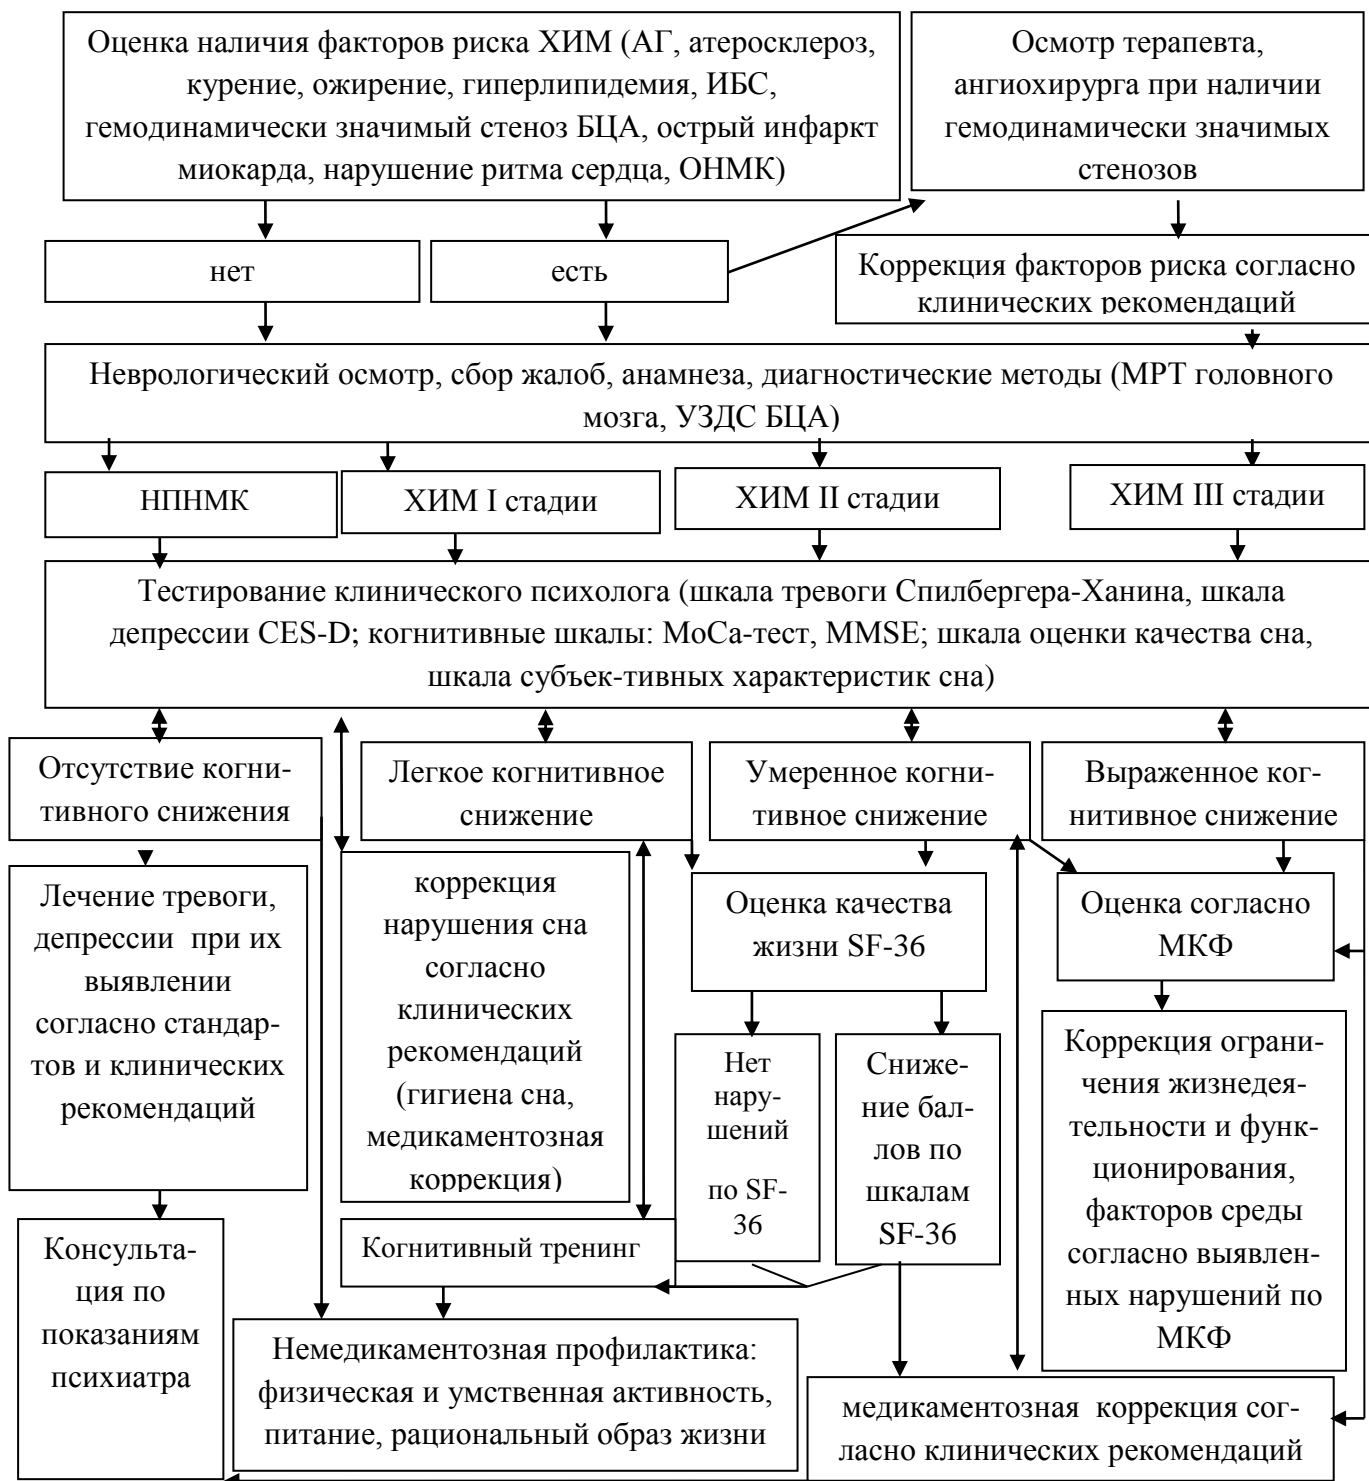 Оценка наличия факторов риска ХИМ (АГ, атеросклероз,
курение, ожирение, гиперлипидемия, ИБС,
гемодинамически значимый стеноз БЦА, острый инфаркт
миокарда, нарушение ритма сердца, ОНМК)
Осмотр терапевта,
ангиохирурга при наличии
гемодинамически значимых
стенозов
нет
есть
Коррекция факторов риска согласно
клинических рекомендаций
Неврологический осмотр, сбор жалоб, анамнеза, диагностические методы (МРТ головного
мозга, УЗДС БЦА)
НПНМК
ХИМ I стадии
ХИМ II стадии
ХИМ III стадии
Тестирование клинического психолога (шкала тревоги Спилбергера-Ханина, шкала
депрессии CES-D; когнитивные шкалы: МоСа-тест, MMSE; шкала оценки качества сна,
шкала субъек-тивных характеристик сна)
Отсутствие когни-
тивного снижения
Легкое когнитивное
снижение
Умеренное когни-
тивное снижение
Выраженное ког-
нитивное снижение
Лечение тревоги,
депрессии при их
выявлении
согласно стандар-
тов и клинических
рекомендаций
коррекция
нарушения сна
согласно
клинических
рекомендаций
(гигиена сна,
медикаментозная
коррекция)
Оценка качества
жизни SF-36
Оценка согласно
МКФ
Нет
нару-
шений
по SF-
36
Сниже-
ние бал-
лов по
шкалам
SF-36
Коррекция ограни-
чения жизнедея-
тельности и функ-
ционирования,
факторов среды
согласно выявлен-
ных нарушений по
МКФ
Консульта-
ция по
показаниям
психиатра
Когнитивный тренинг
Немедикаментозная профилактика:
физическая и умственная активность,
питание, рациональный образ жизни
медикаментозная коррекция сог-
ласно клинических рекомендаций